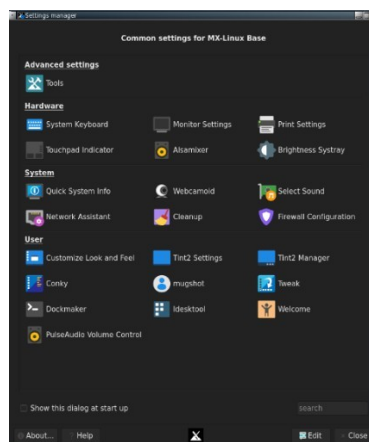 Settings manager
Common settings for MX-Linux Base
Advanced settings
Tools
Hardware
System Keyboard Monitor Settings Print Settings
Touchpad Indicator Alsamixer Brightness Systray
System
Quick System Info Webcamoid Select Sound
Network Assistant Cleanup Firewall Configuration
User
Customize Look and Feel Tint2 Settings Tint2 Manager
Conky mugshot Tweak
Dockmaker Idesktool Welcome
PulseAudio Volume Control
Show this dialog at start up search
About... Help Edit Close